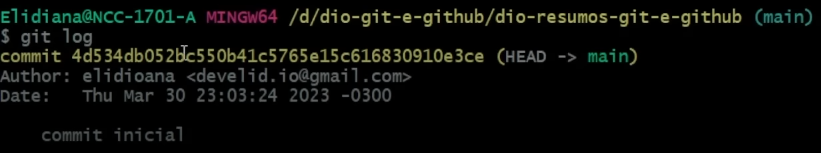 Elidiana@NCC-1701-A MINGW64 /d/dio-git-e-github/dio-resumos-git-e-github (main)
$ git log
commit 4d534db052bc550b41c5765e15c616830910e3ce (HEAD -> main)
Author: elidioana <develid.io@gmail.com>
Date:   Thu Mar 30 23:03:24 2023 -0300
    commit inicial